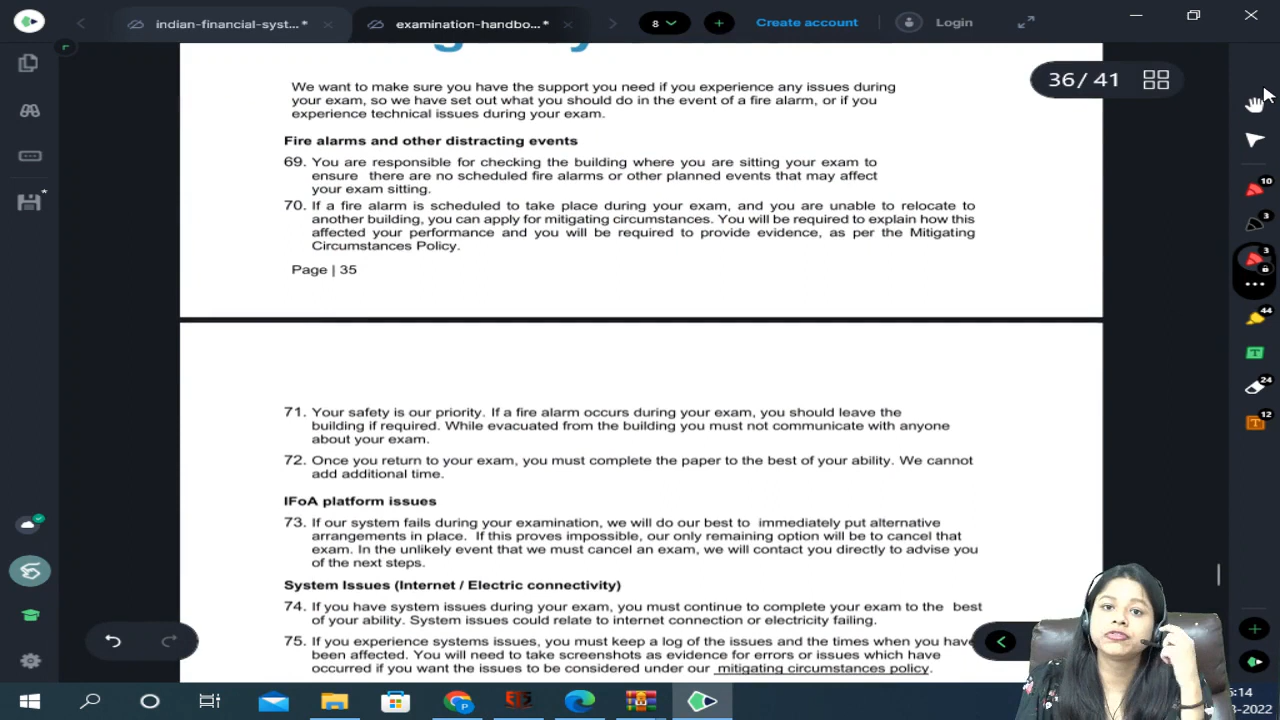 indian-financial-syst... *
examination-handbo... *
8
Create account
Login
36 / 41
We want to make sure you have the support you need if you experience any issues during
your exam, so we have set out what you should do in the event of a fire alarm, or if you
experience technical issues during your exam.
Fire alarms and other distracting events
69. You are responsible for checking the building where you are sitting your exam to
ensure there are no scheduled fire alarms or other planned events that may affect
your exam sitting.
70. If a fire alarm is scheduled to take place during your exam, and you are unable to relocate to
another building, you can apply for mitigating circumstances. You will be required to explain how this
affected your performance and you will be required to provide evidence, as per the Mitigating
Circumstances Policy.
Page | 35
71. Your safety is our priority. If a fire alarm occurs during your exam, you should leave the
building if required. While evacuated from the building you must not communicate with anyone
about your exam.
72. Once you return to your exam, you must complete the paper to the best of your ability. We cannot
add additional time.
IFoA platform issues
73. If our system fails during your examination, we will do our best to immediately put alternative
arrangements in place. If this proves impossible, our only remaining option will be to cancel that
exam. In the unlikely event that we must cancel an exam, we will contact you directly to advise you
of the next steps.
System Issues (Internet / Electric connectivity)
74. If you have system issues during your exam, you must continue to complete your exam to the best
of your ability. System issues could relate to internet connection or electricity failing.
75. If you experience systems issues, you must keep a log of the issues and the times when you have
been affected. You will need to take screenshots as evidence for errors or issues which have
occurred if you want the issues to be considered under our mitigating circumstances policy.
10
3
3
44
T
24
T 12
5:14
-2022